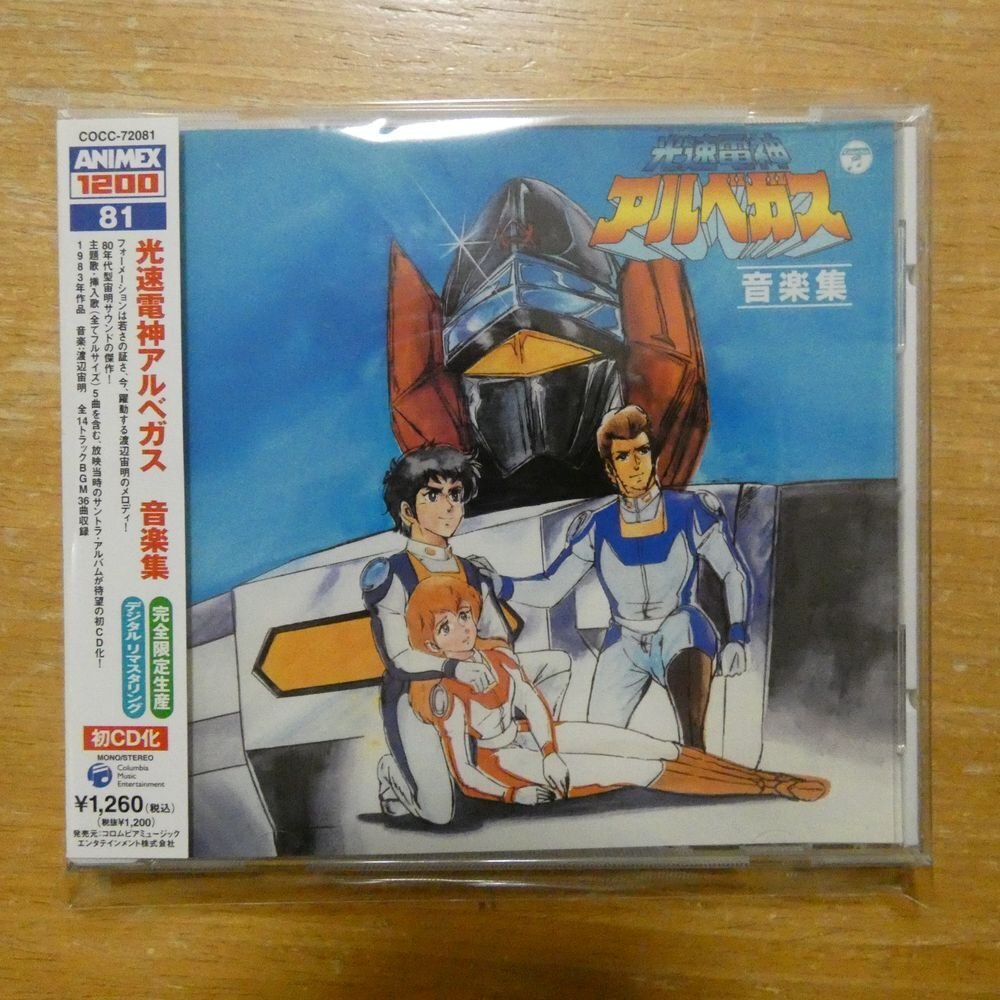 COCC-72081
ANIMEX
1200
81
光速電神アルベガス 音楽集
フォーメーションは若さの証さ、今、躍動する渡辺宙明のメロディ!
80年代型宙明サウンドの傑作!
主題歌・挿入歌(全てフルサイズ)5曲を含む、放映当時のサントラ・アルバムが待望の初CD化!
1983年作品 音楽:渡辺宙明 全14トラックBGM36曲収録
完全限定生産
デジタルリマスタリング
初CD化
MONO/STEREO
Columbia
Music
Entertainment
¥1,260(税込)
(税抜¥1,200)
発売元:コロムビアミュージック
エンタテインメント株式会社
光速電神
アルベガス
音楽集